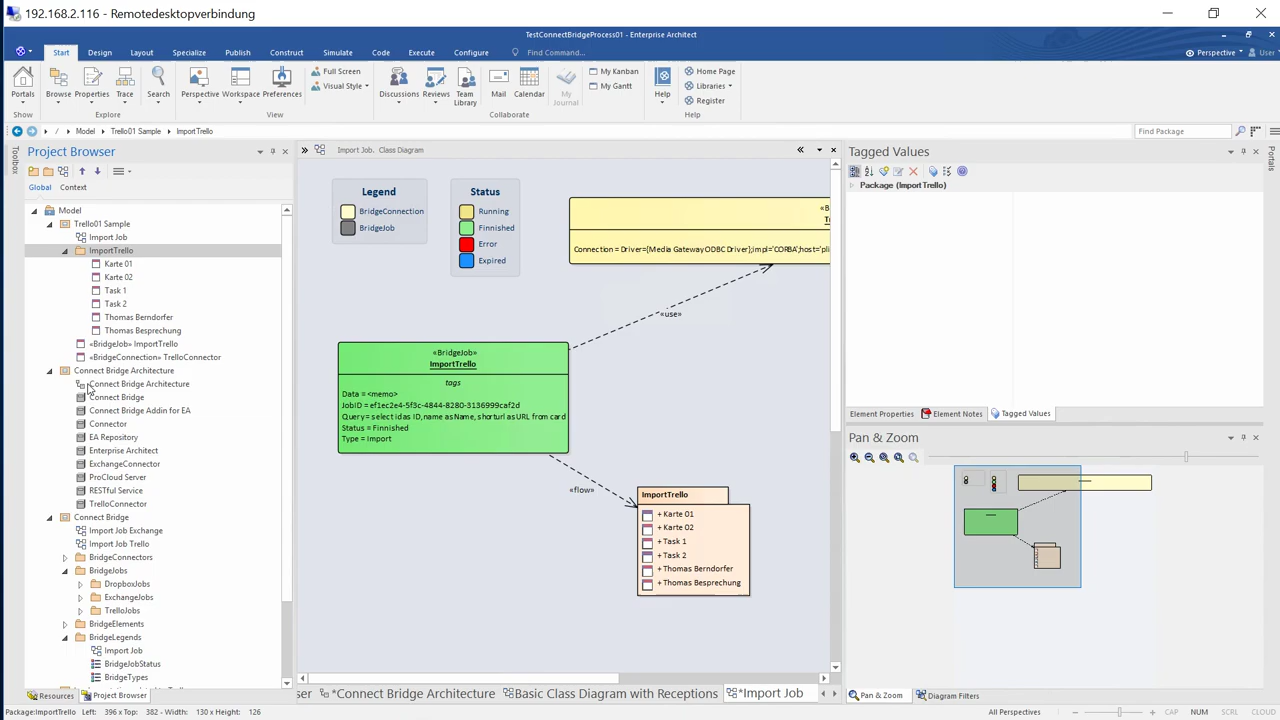 192.168.2.116 - Remotedesktopverbindung
TestConnectBridgeProcess01 - Enterprise Architect
Start Design Layout Specialize Publish Construct Simulate Code Execute Configure Find Command... Perspective User
Full Screen
Visual Style
My Kanban
My Gantt
Home Page
Libraries
Register
Portals Browse Properties Trace Search Perspective Workspace Preferences Discussions Reviews Team Library Mail Calendar My Journal Help
Show Explore View Collaborate Help
/ Model Trello01 Sample ImportTrello Find Package
Toolbox
Project Browser
Global Context
Model
Trello01 Sample
Import Job
ImportTrello
Karte 01
Karte 02
Task 1
Task 2
Thomas Berndorfer
Thomas Besprechung
«BridgeJob» ImportTrello
«BridgeConnection» TrelloConnector
Connect Bridge Architecture
Connect Bridge Architecture
Connect Bridge
Connect Bridge Addin for EA
Connector
EA Repository
Enterprise Architect
ExchangeConnector
ProCloud Server
RESTful Service
TrelloConnector
Connect Bridge
Import Job Exchange
Import Job Trello
BridgeConnectors
BridgeJobs
DropboxJobs
ExchangeJobs
TrelloJobs
BridgeElements
BridgeLegends
Import Job
BridgeJobStatus
BridgeTypes
Resources Project Browser
Import Job. Class Diagram
Legend
BridgeConnection
BridgeJob
Status
Running
Finnished
Error
Expired
«B
Connection = Driver={Media Gateway ODBC Driver};impl='CORBA';host='pli
«use»
«BridgeJob»
ImportTrello
tags
Data = <memo>
JobID = ef1ec2e4-5f3c-4844-8280-3136999caf2d
Query= select idas ID,name asName, shorturl asURL from card
Status = Finnished
Type = Import
«flow»
ImportTrello
+ Karte 01
+ Karte 02
+ Task 1
+ Task 2
+ Thomas Berndorfer
+ Thomas Besprechung
ser *Connect Bridge Architecture Basic Class Diagram with Receptions *Import Job
Tagged Values
Package (ImportTrello)
Element Properties Element Notes Tagged Values
Pan & Zoom
Pan & Zoom Diagram Filters
Portals
Package:ImportTrello Left: 396 x Top: 382 - Width: 130 x Height: 126 All Perspectives CAP NUM SCRL CLOUD